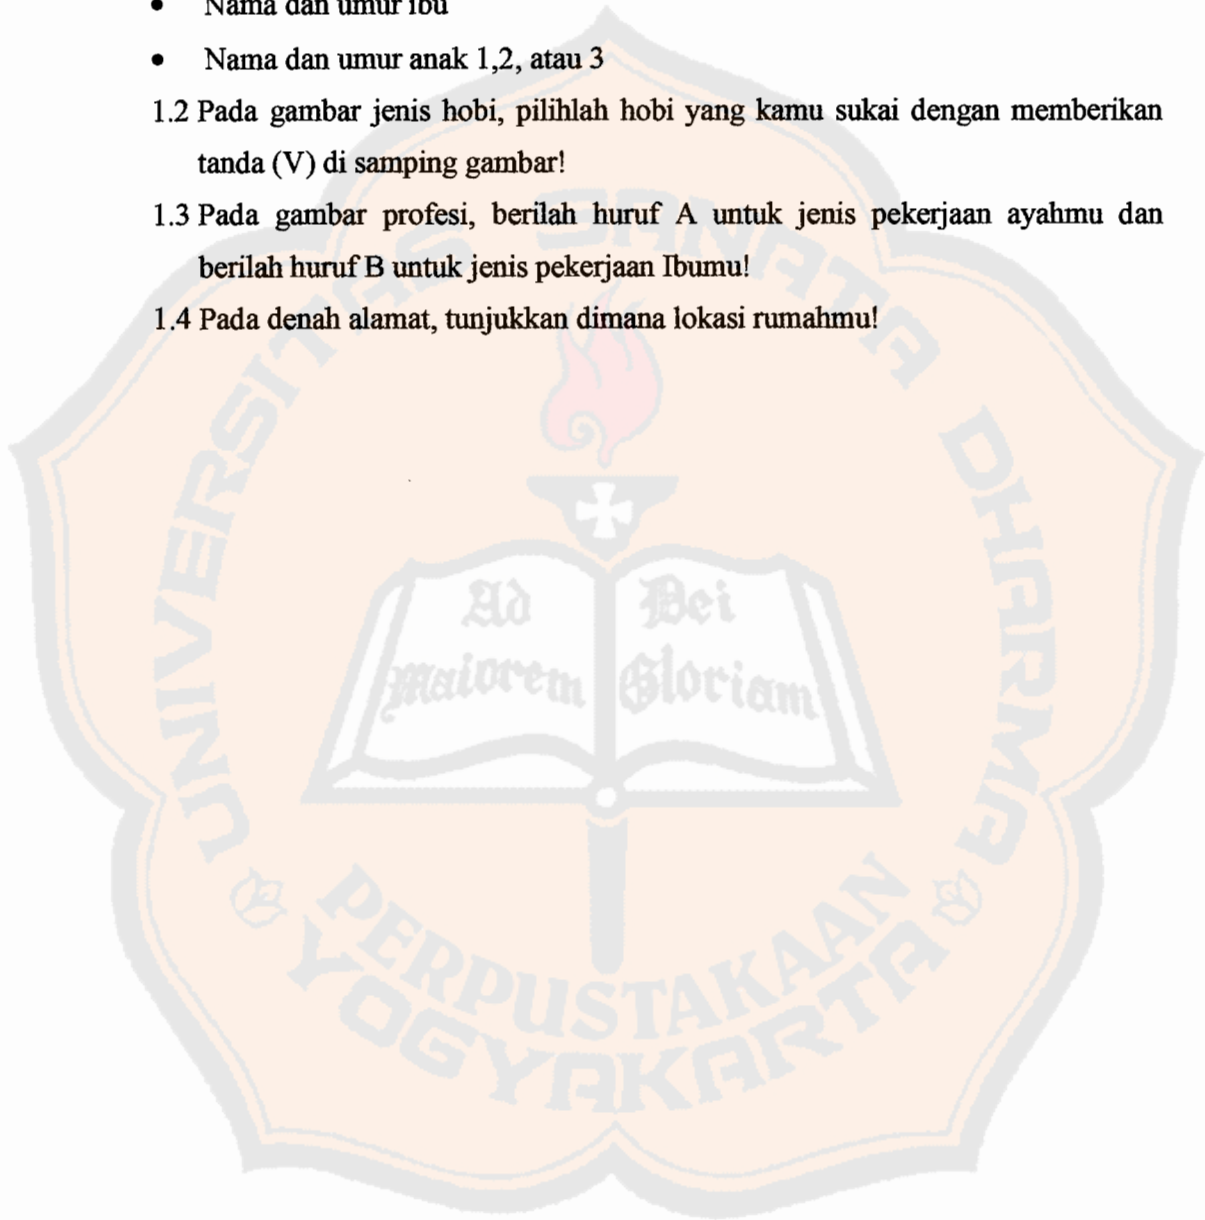 • Nama dan umur ibu
• Nama dan umur anak 1,2, atau 3
1.2 Pada gambar jenis hobi, pilihlah hobi yang kamu sukai dengan memberikan
tanda (V) di samping gambar!
1.3 Pada gambar profesi, berilah huruf A untuk jenis pekerjaan ayahmu dan
berilah huruf B untuk jenis pekerjaan Ibumu!
1.4 Pada denah alamat, tunjukkan dimana lokasi rumahmu!
UNIVERSITAS SANATA DHARMA
Ad Dei
maiorem Gloriam
PERPUSTAKAAN
YOGYAKARTA